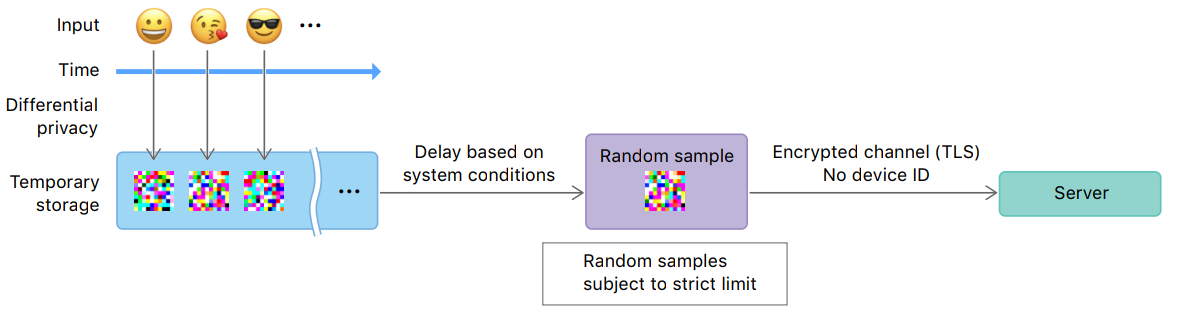 Input
Time
Differential
privacy
Temporary
storage
Delay based on
system conditions
Random sample
Encrypted channel (TLS)
No device ID
Server
Random samples
subject to strict limit